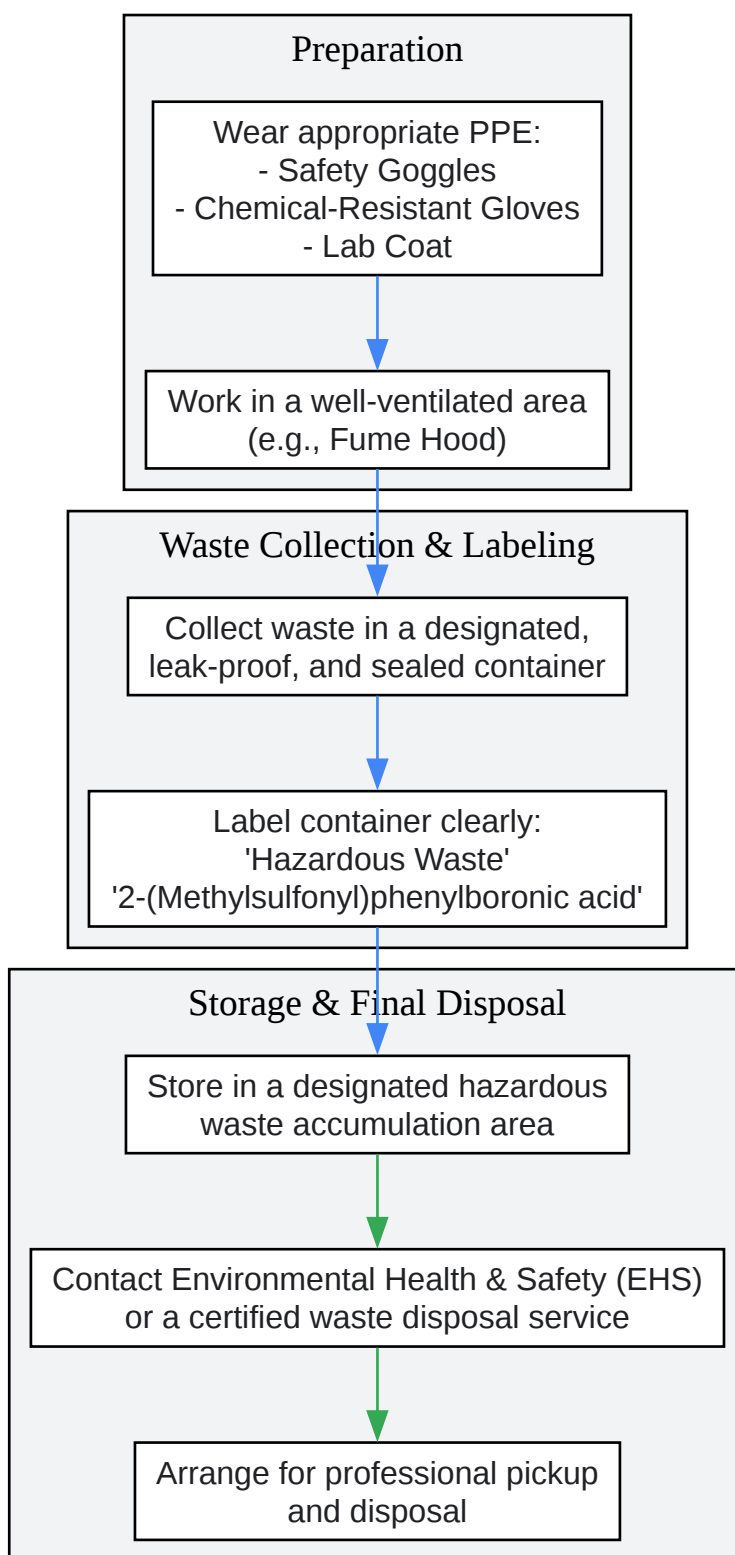 Preparation
Wear appropriate PPE:
- Safety Goggles
- Chemical-Resistant Gloves
- Lab Coat
Work in a well-ventilated area
(e.g., Fume Hood)
Waste Collection & Labeling
Collect waste in a designated,
leak-proof, and sealed container
Label container clearly:
'Hazardous Waste'
'2-(Methylsulfonyl)phenylboronic acid'
Storage & Final Disposal
Store in a designated hazardous
waste accumulation area
Contact Environmental Health & Safety (EHS)
or a certified waste disposal service
Arrange for professional pickup
and disposal